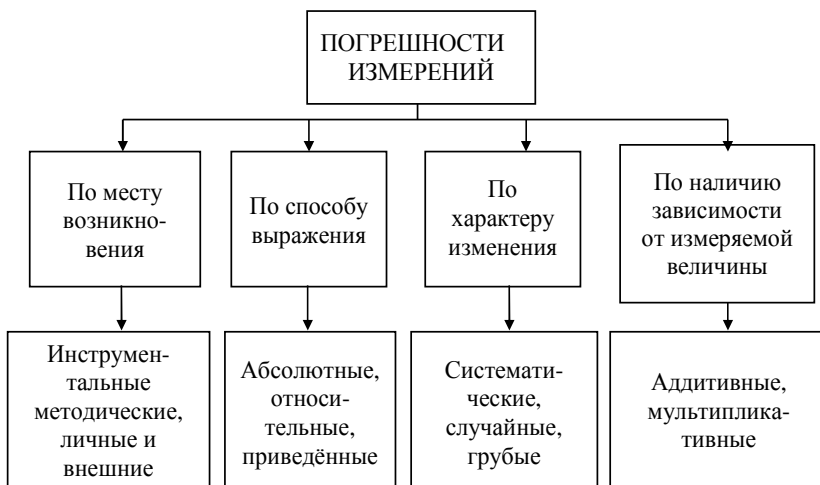 ПОГРЕШНОСТИ
ИЗМЕРЕНИЙ
По месту
возникно-
вения
По способу
выражения
По
характеру
изменения
По наличию
зависимости
от измеряемой
величины
Инструмен-
тальные
методические,
личные и
внешние
Абсолютные,
относи-
тельные,
приведённые
Системати-
ческие,
случайные,
грубые
Аддитивные,
мультиплика-
тивные